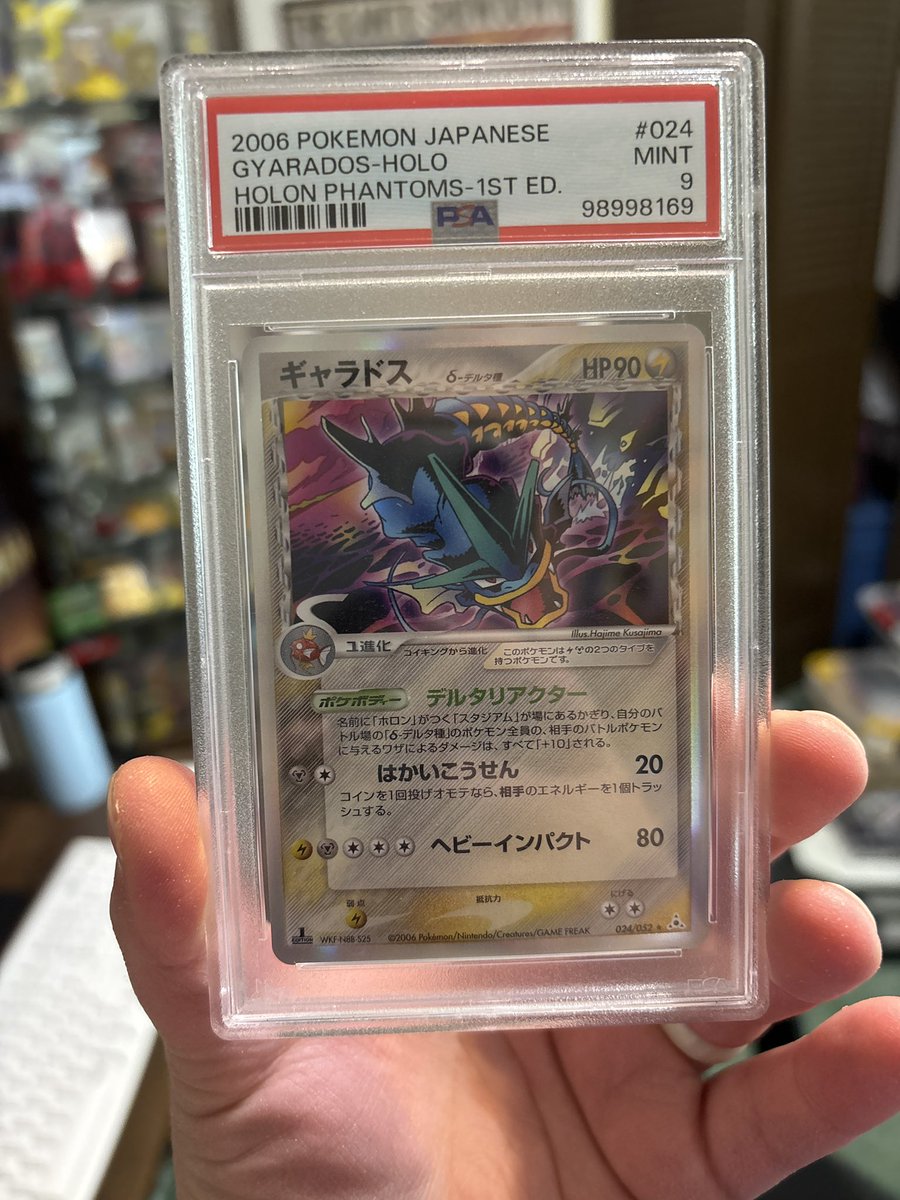 2006 POKEMON JAPANESE #024
GYARADOS-HOLO MINT
HOLON PHANTOMS-1ST ED. 9
PSA 98998169
ギャラドス δ-デルタ種 HP90
Illus.Hajime Kusajima
1進化 コイキングから進化
このポケモンは の2つのタイプを
持つポケモンです。
ポケボディー デルタリアクター
名前に「ホロン」がつく「スタジアム」が場にあるかぎり、自分のバ
トル場の「δ-デルタ種」のポケモン全員の、相手のバトルポケモン
に与えるワザによるダメージは、すべて「+10」される。
はかいこうせん 20
コインを1回投げオモテなら、相手のエネルギーを1個トラッ
シュする。
ヘビーインパクト 80
弱点 抵抗力 にげる
1 EDITION WKF-N8B-S25 ©2006 Pokémon/Nintendo/Creatures/GAME FREAK 024/052 ★